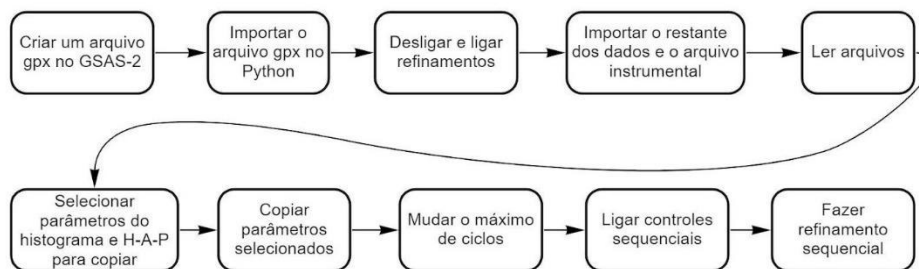 Criar um arquivo
gpx no GSAS-2
Importar o
arquivo gpx no
Python
Desligar e ligar
refinamentos
Importar o restante
dos dados e o arquivo
instrumental
Ler arquivos
Selecionar
parâmetros do
histograma e H-A-P
para copiar
Copiar
parâmetros
selecionados
Mudar o máximo
de ciclos
Ligar controles
sequenciais
Fazer
refinamento
sequencial